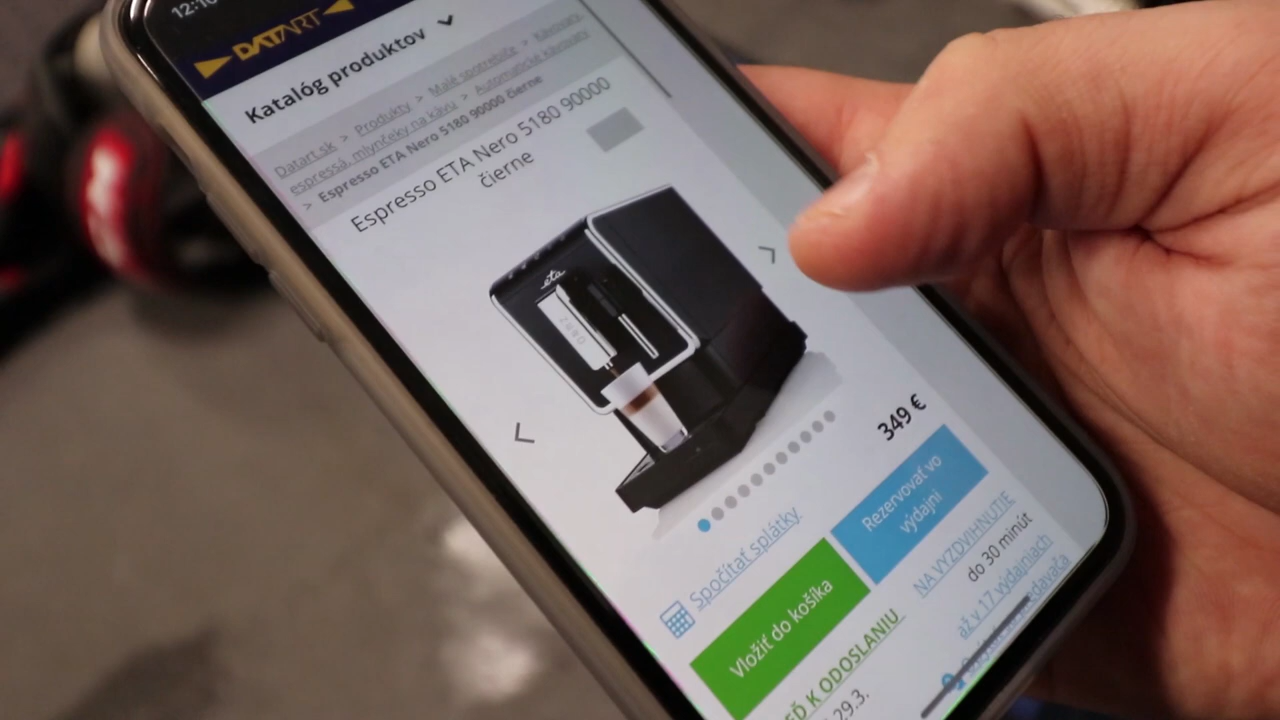 DATART
Katalóg produktov
Datart.sk > Produkty > Malé spotrebiče > Kávovary,
espressá, mlynčeky na kávu > Automatické kávovary
> Espresso ETA Nero 5180 90000 čierne
Espresso ETA Nero 5180 90000
čierne
eta
NERO
349 €
Spočítať splátky
Rezervovať vo
výdajni
Vložiť do košíka
NA VYZDVIHNUTIE
do 30 minút
až v 17 výdajniach
K ODOSLANIU
29.3.